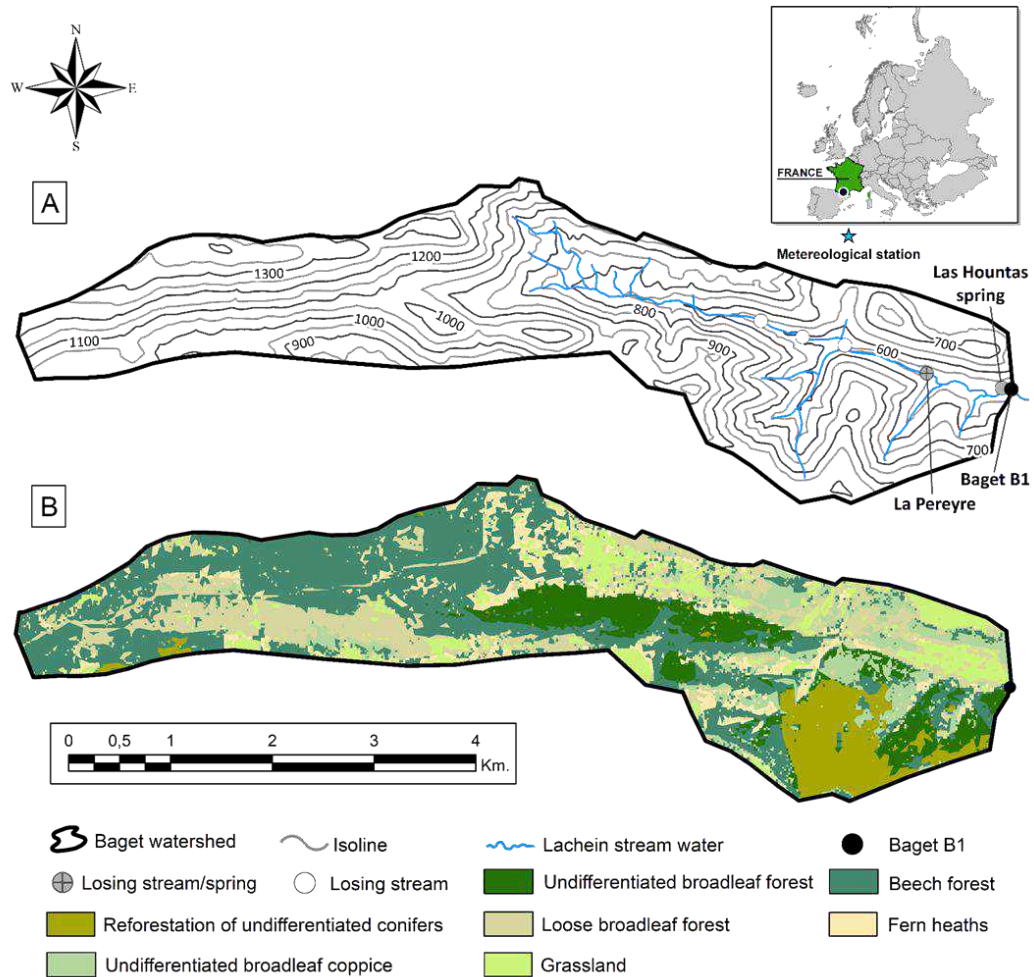 N
W
E
S
FRANCE
Metereological station
A
Las Hountas
spring
1300
1200
1100
1000
1000
900
800
900
600
700
700
Baget B1
La Pereyre
B
0 0,5 1 2 3 4
Km.
Baget watershed
Isoline
Lachein stream water
Baget B1
Losing stream/spring
Losing stream
Undifferentiated broadleaf forest
Beech forest
Reforestation of undifferentiated conifers
Loose broadleaf forest
Fern heaths
Undifferentiated broadleaf coppice
Grassland